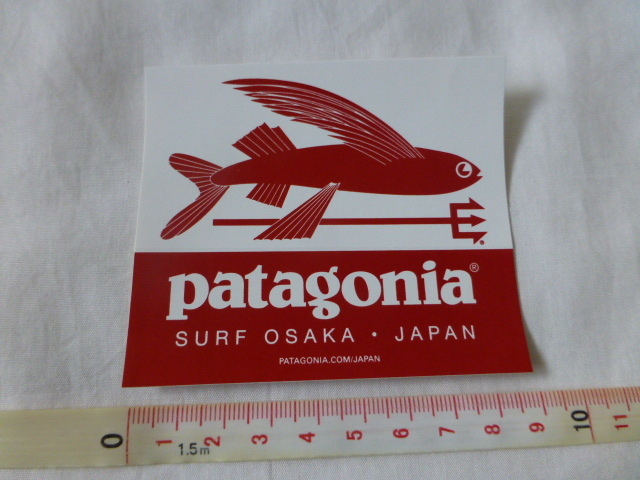 patagonia®
SURF OSAKA • JAPAN
PATAGONIA.COM/JAPAN
0 1 2 3 4 5 6 7 8 9 10 11
1.5m